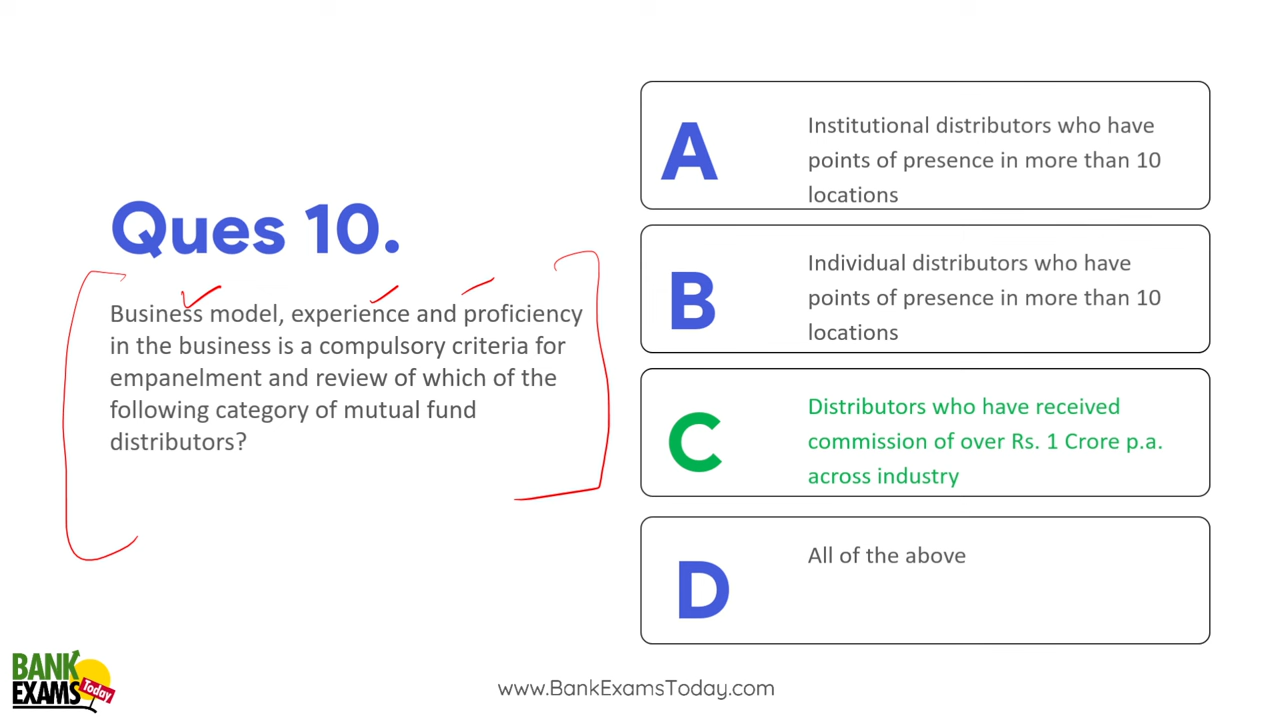 Ques 10.
Business model, experience and proficiency
in the business is a compulsory criteria for
empanelment and review of which of the
following category of mutual fund
distributors?
A
Institutional distributors who have
points of presence in more than 10
locations
B
Individual distributors who have
points of presence in more than 10
locations
C
Distributors who have received
commission of over Rs. 1 Crore p.a.
across industry
D
All of the above
BANK
EXAMS Today
www.BankExamsToday.com